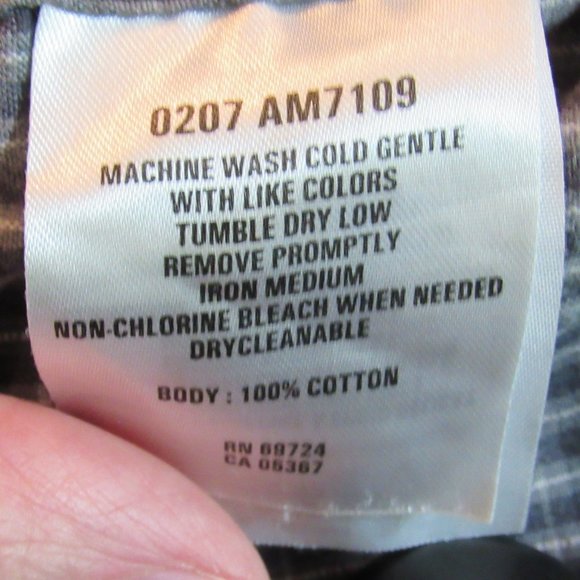 0207 AM7109
MACHINE WASH COLD GENTLE
WITH LIKE COLORS
TUMBLE DRY LOW
REMOVE PROMPTLY
IRON MEDIUM
NON-CHLORINE BLEACH WHEN NEEDED
DRYCLEANABLE
BODY : 100% COTTON
RN 69724
CA 05367